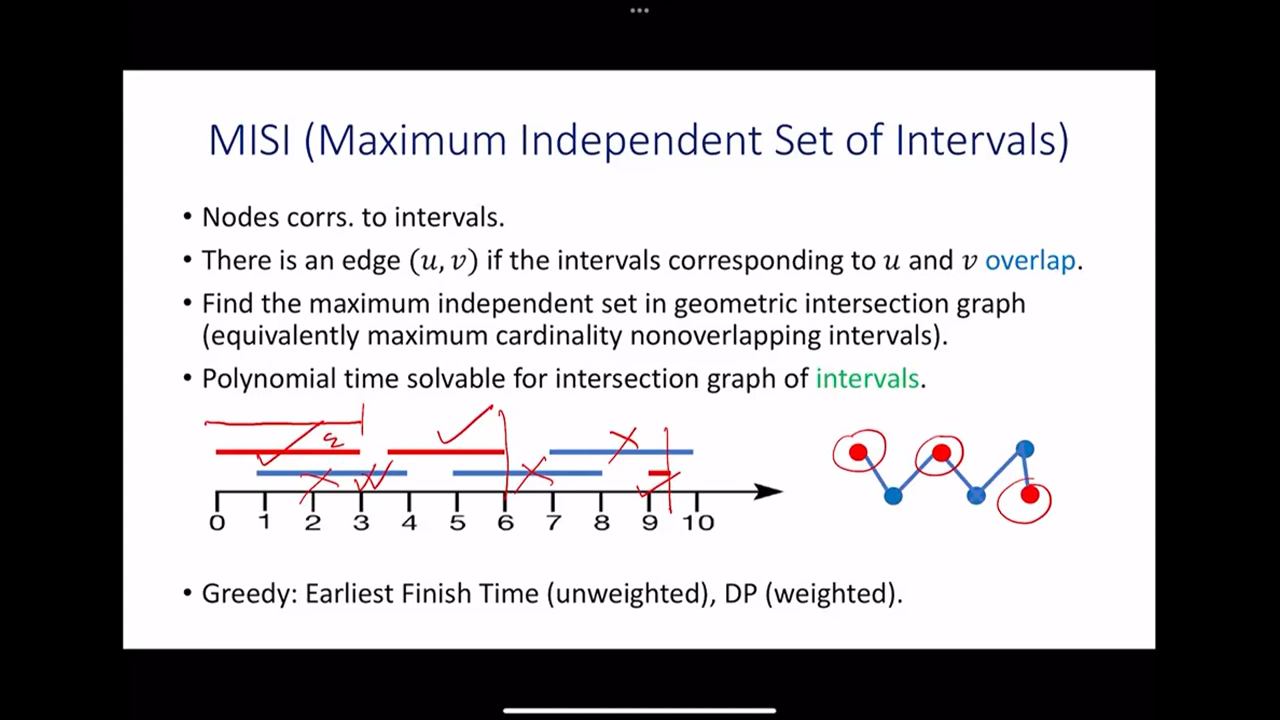 MISI (Maximum Independent Set of Intervals)
• Nodes corrs. to intervals.
• There is an edge (u, v) if the intervals corresponding to u and v overlap.
• Find the maximum independent set in geometric intersection graph
(equivalently maximum cardinality nonoverlapping intervals).
• Polynomial time solvable for intersection graph of intervals.
0 1 2 3 4 5 6 7 8 9 10
• Greedy: Earliest Finish Time (unweighted), DP (weighted).